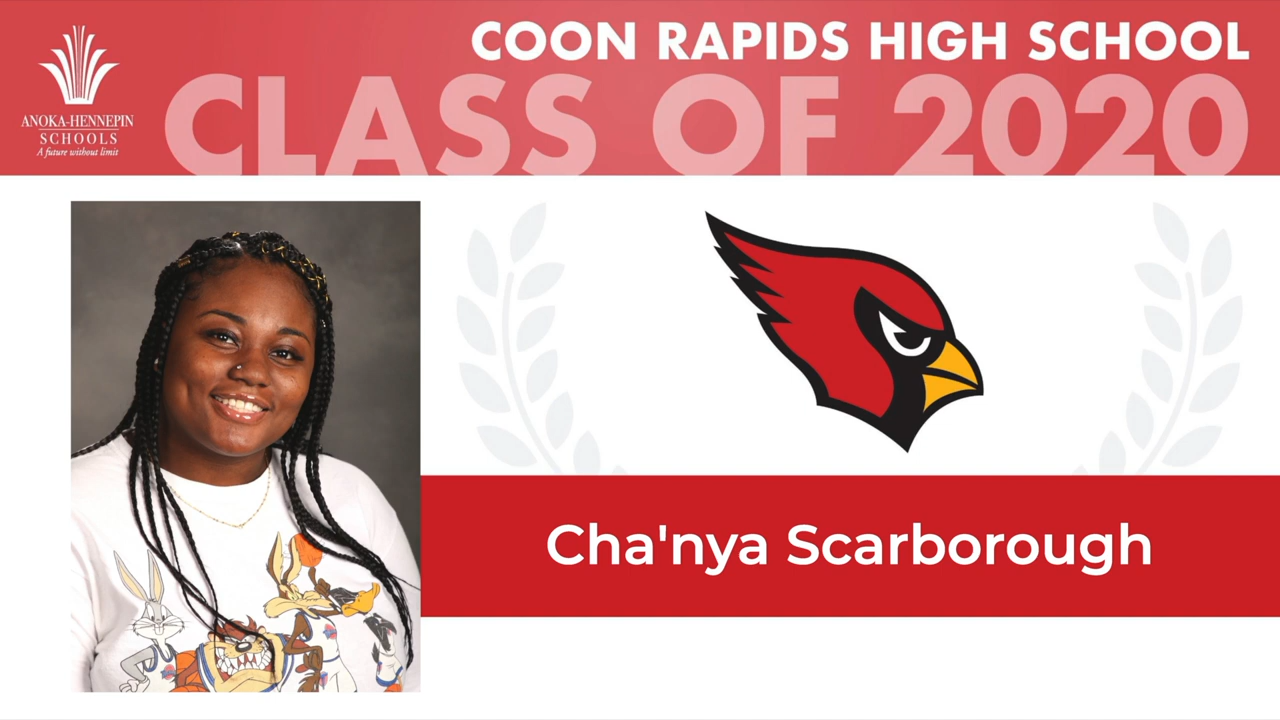 COON RAPIDS HIGH SCHOOL
CLASS OF 2020
ANOKA-HENNEPIN
SCHOOLS
A future without limit
Cha'nya Scarborough